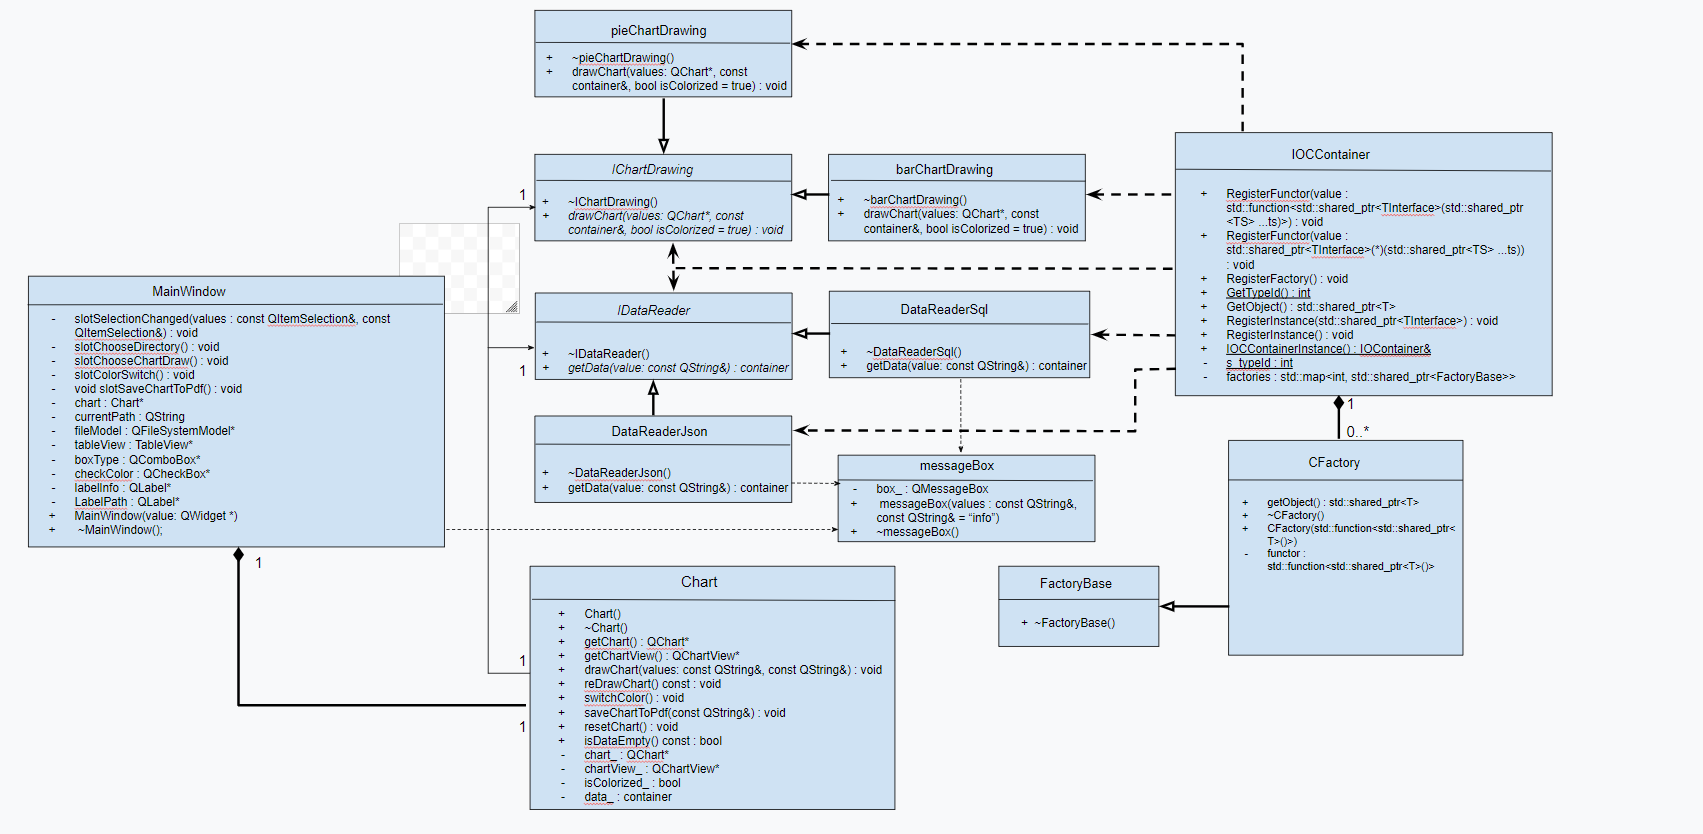 pieChartDrawing
+ ~pieChartDrawing()
+ drawChart(values: QChart*, const
container&, bool isColorized = true) : void
IChartDrawing
+ ~IChartDrawing()
+ drawChart(values: QChart*, const
container&, bool isColorized = true) : void
barChartDrawing
+ ~barChartDrawing()
+ drawChart(values: QChart*, const
container&, bool isColorized = true) : void
IOCContainer
+ RegisterFunctor(value :
std::function<std::shared_ptr<TInterface>(std::shared_ptr
<TS> ...ts)>) : void
+ RegisterFunctor(value :
std::shared_ptr<TInterface>(*)(std::shared_ptr<TS> ...ts))
: void
+ RegisterFactory() : void
+ GetTypeId() : int
+ GetObject() : std::shared_ptr<T>
+ RegisterInstance(std::shared_ptr<TInterface>) : void
+ RegisterInstance() : void
+ IOCContainerInstance() : IOContainer&
- s_typeId : int
- factories : std::map<int, std::shared_ptr<FactoryBase>>
1
0..*
MainWindow
- slotSelectionChanged(values : const QItemSelection&, const
QItemSelection&) : void
- slotChooseDirectory() : void
- slotChooseChartDraw() : void
- slotColorSwitch() : void
- void slotSaveChartToPdf() : void
- chart : Chart*
- currentPath : QString
- fileModel : QFileSystemModel*
- tableView : TableView*
- boxType : QComboBox*
- checkColor : QCheckBox*
- labelInfo : QLabel*
- LabelPath : QLabel*
+ MainWindow(value: QWidget *)
+ ~MainWindow();
1
1
1
IDataReader
+ ~IDataReader()
+ getData(value: const QString&) : container
DataReaderSql
+ ~DataReaderSql()
+ getData(value: const QString&) : container
DataReaderJson
+ ~DataReaderJson()
+ getData(value: const QString&) : container
messageBox
- box_ : QMessageBox
+ messageBox(values : const QString&,
const QString& = “info”)
+ ~messageBox()
CFactory
+ getObject() : std::shared_ptr<T>
+ ~CFactory()
+ CFactory(std::function<std::shared_ptr<
T>()>)
- functor :
std::function<std::shared_ptr<T>()>
FactoryBase
+ ~FactoryBase()
1
1
Chart
+ Chart()
+ ~Chart()
+ getChart() : QChart*
+ getChartView() : QChartView*
+ drawChart(values: const QString&, const QString&) : void
+ reDrawChart() const : void
+ switchColor() : void
+ saveChartToPdf(const QString&) : void
+ resetChart() : void
+ isDataEmpty() const : bool
- chart_ : QChart*
- chartView_ : QChartView*
- isColorized_ : bool
- data_ : container